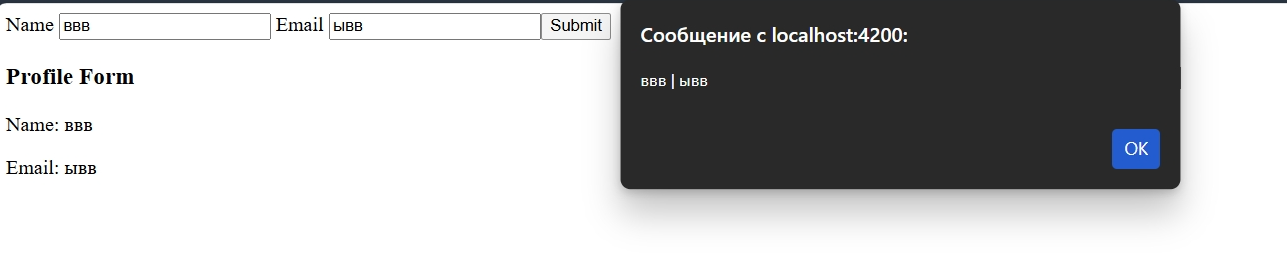 Name ввв Email ывв Submit
Profile Form
Name: ввв
Email: ывв
Сообщение с localhost:4200:
ввв | ывв
OK